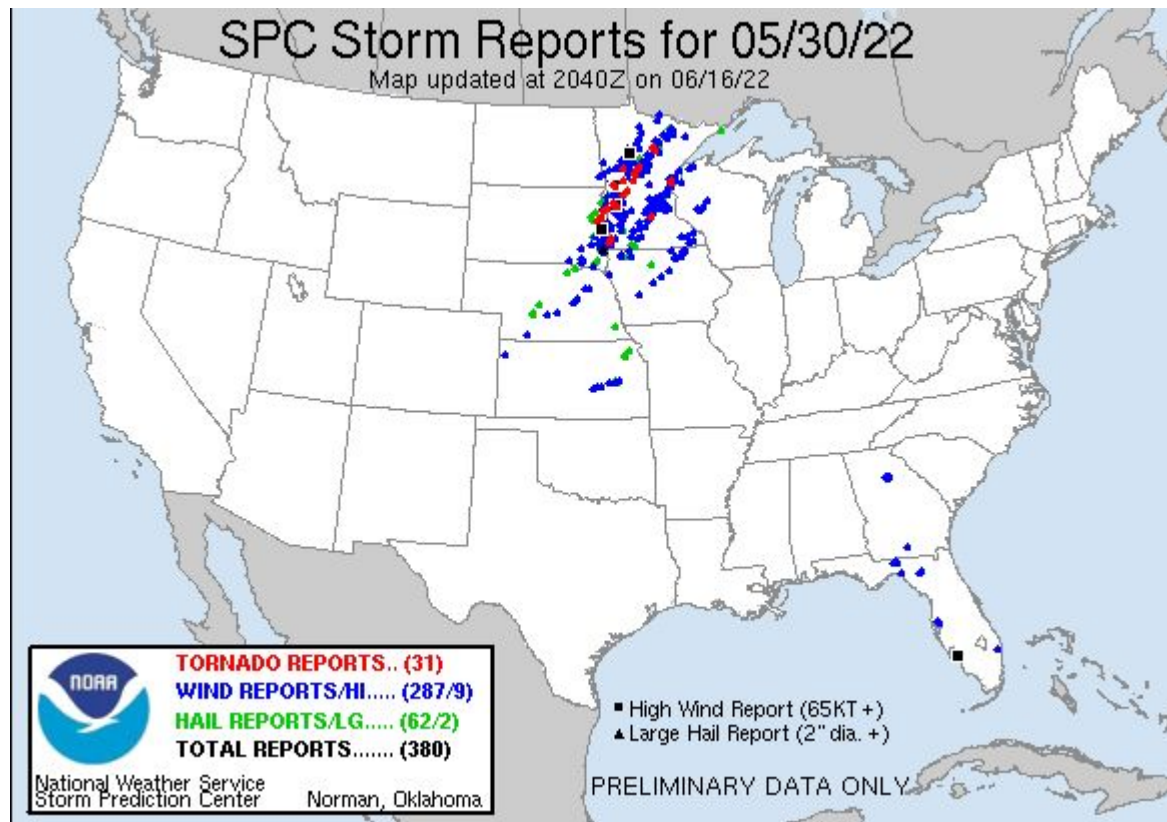 SPC Storm Reports for 05/30/22
Map updated at 2040Z on 06/16/22
NOAA
TORNADO REPORTS.. (31)
WIND REPORTS/HI..... (287/9)
HAIL REPORTS/LG..... (62/2)
TOTAL REPORTS....... (380)
National Weather Service
Storm Prediction Center Norman, Oklahoma
High Wind Report (65KT +)
Large Hail Report (2" dia. +)
PRELIMINARY DATA ONLY